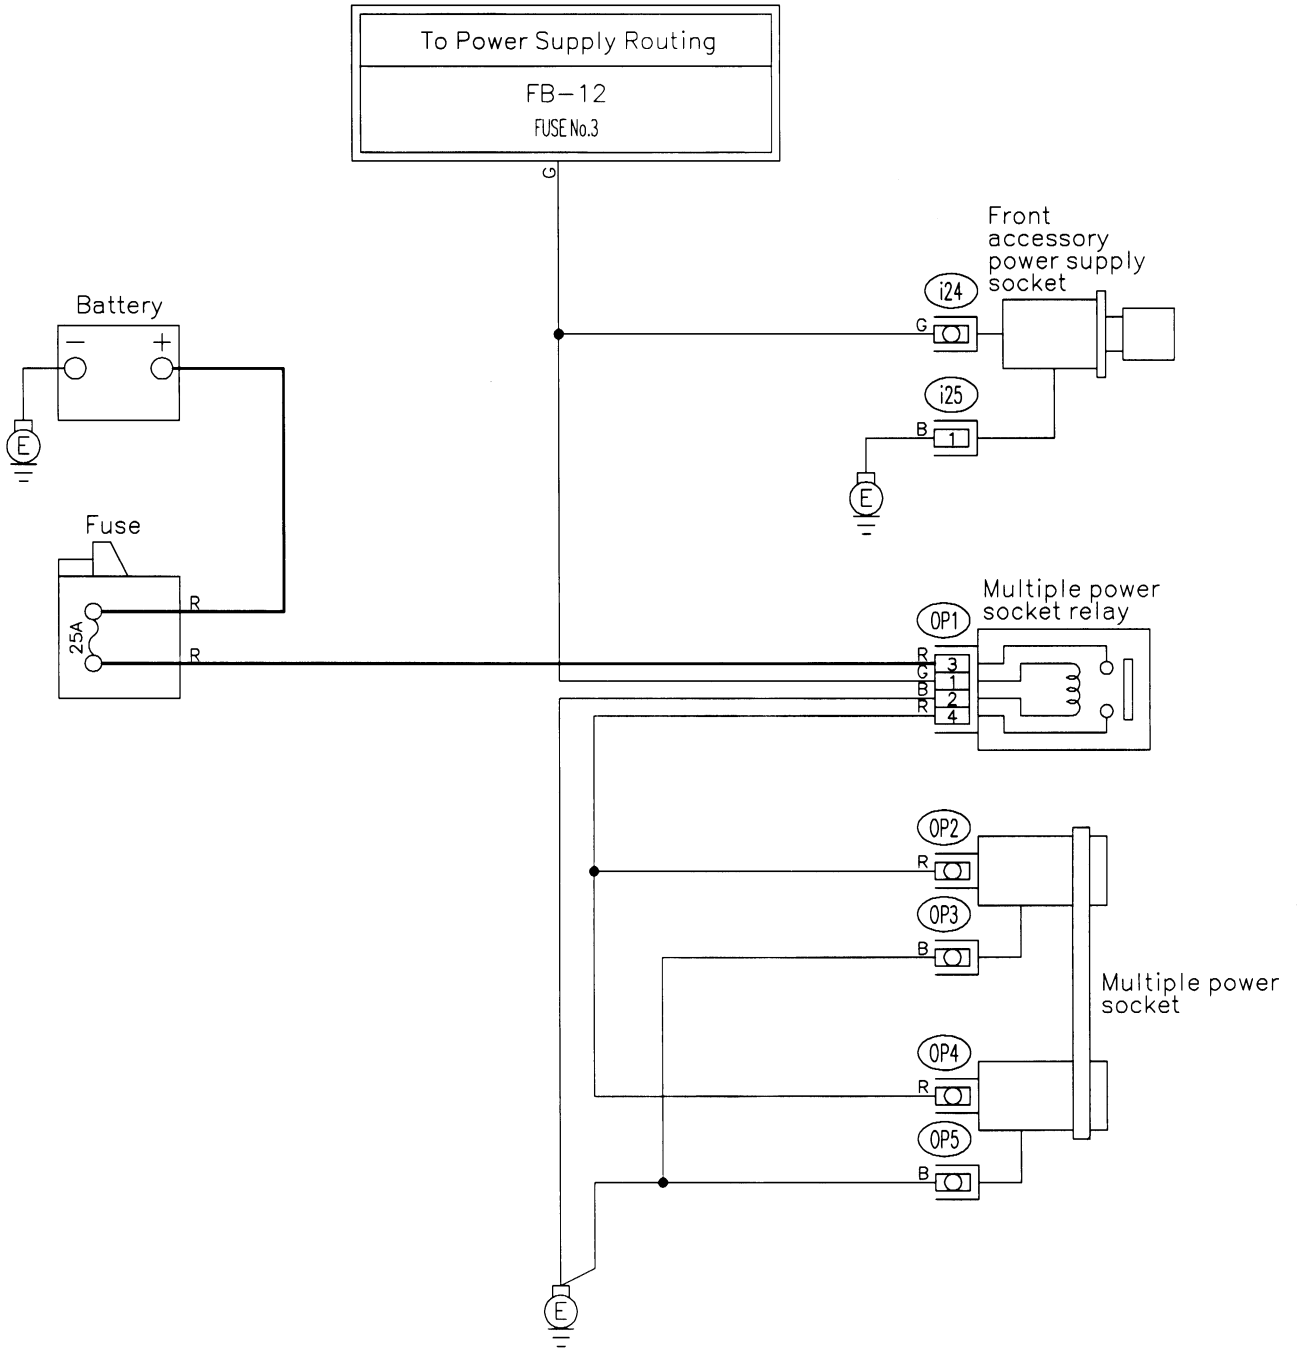 To Power Supply Routing
FB-12
FUSE No.3
G
Front
accessory
power supply
socket
i24
G
Battery
- +
i25
B
1
E
E
Fuse
R
25A
R
Multiple power
socket relay
OP1
R
3
G
1
B
2
R
4
OP2
R
OP3
B
Multiple power
socket
OP4
R
OP5
B
E